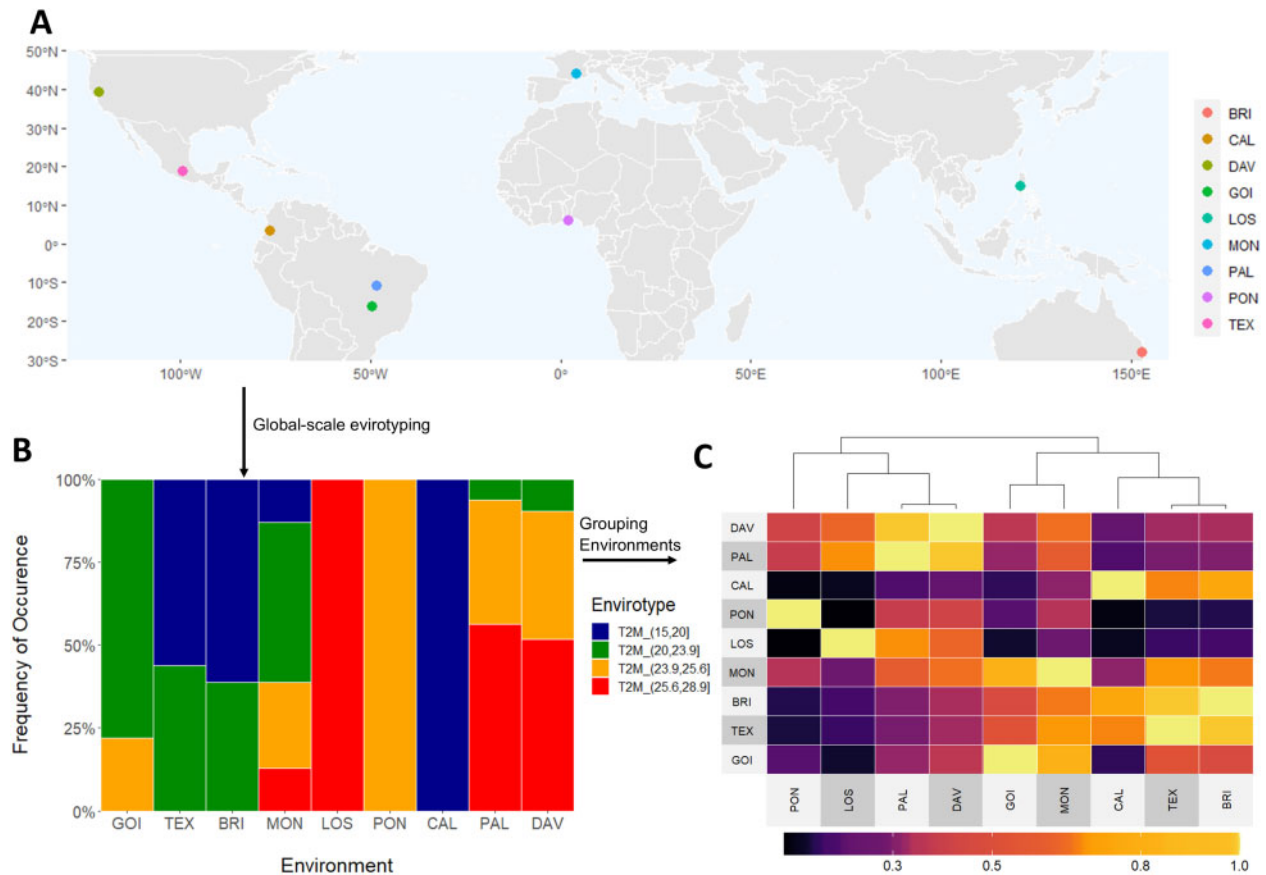 A
50°N
40°N
30°N
20°N
10°N
0°
10°S
20°S
30°S
100°W
50°W
0°
50°E
100°E
150°E
BRI
CAL
DAV
GOI
LOS
MON
PAL
PON
TEX
Global-scale evirotyping
B
Frequency of Occurence
100%
75%
50%
25%
0%
GOI TEX BRI MON LOS PON CAL PAL DAV
Environment
Grouping
Environments
Envirotype
T2M_(15,20]
T2M_(20,23.9]
T2M_(23.9,25.6]
T2M_(25.6,28.9]
C
DAV
PAL
CAL
PON
LOS
MON
BRI
TEX
GOI
PON LOS PAL DAV GOI MON CAL TEX BRI
0.3 0.5 0.8 1.0